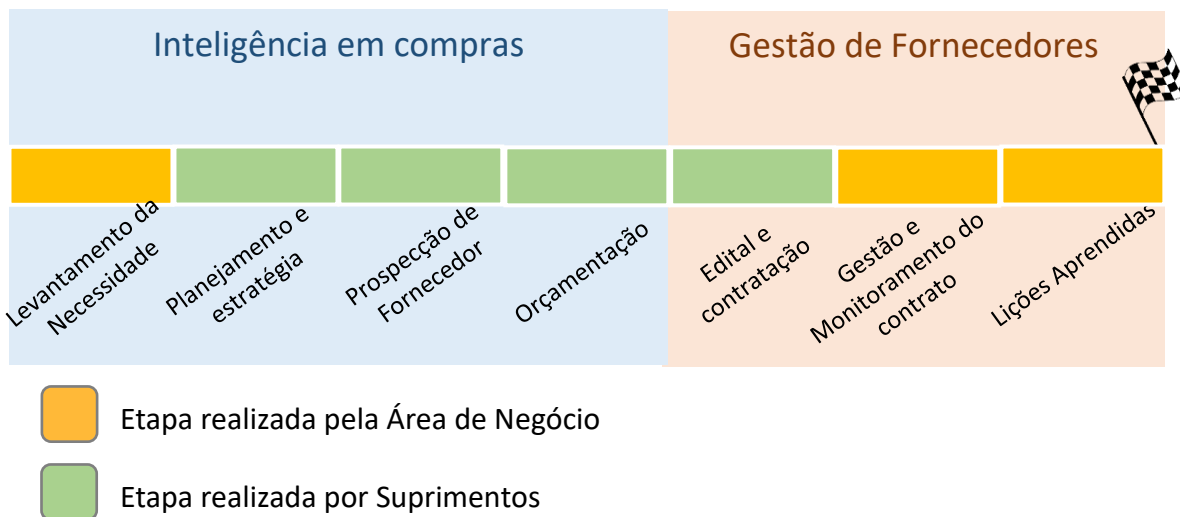 Inteligência em compras
Gestão de Fornecedores
Levantamento da
Necessidade
Planejamento e
estratégia
Prospecção de
Fornecedor
Orçamentação
Edital e
contratação
Gestão e
Monitoramento do
contrato
Lições Aprendidas
Etapa realizada pela Área de Negócio
Etapa realizada por Suprimentos